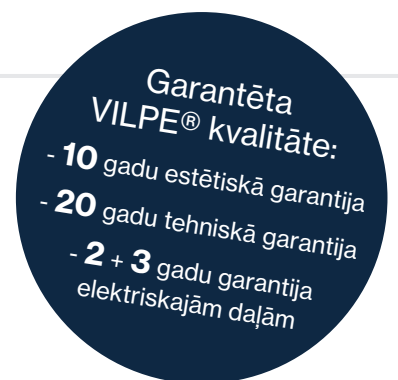 Garantēta
VILPE® kvalitāte:
- 10 gadu estētiskā garantija
- 20 gadu tehniskā garantija
- 2 + 3 gadu garantija
elektriskajām daļām